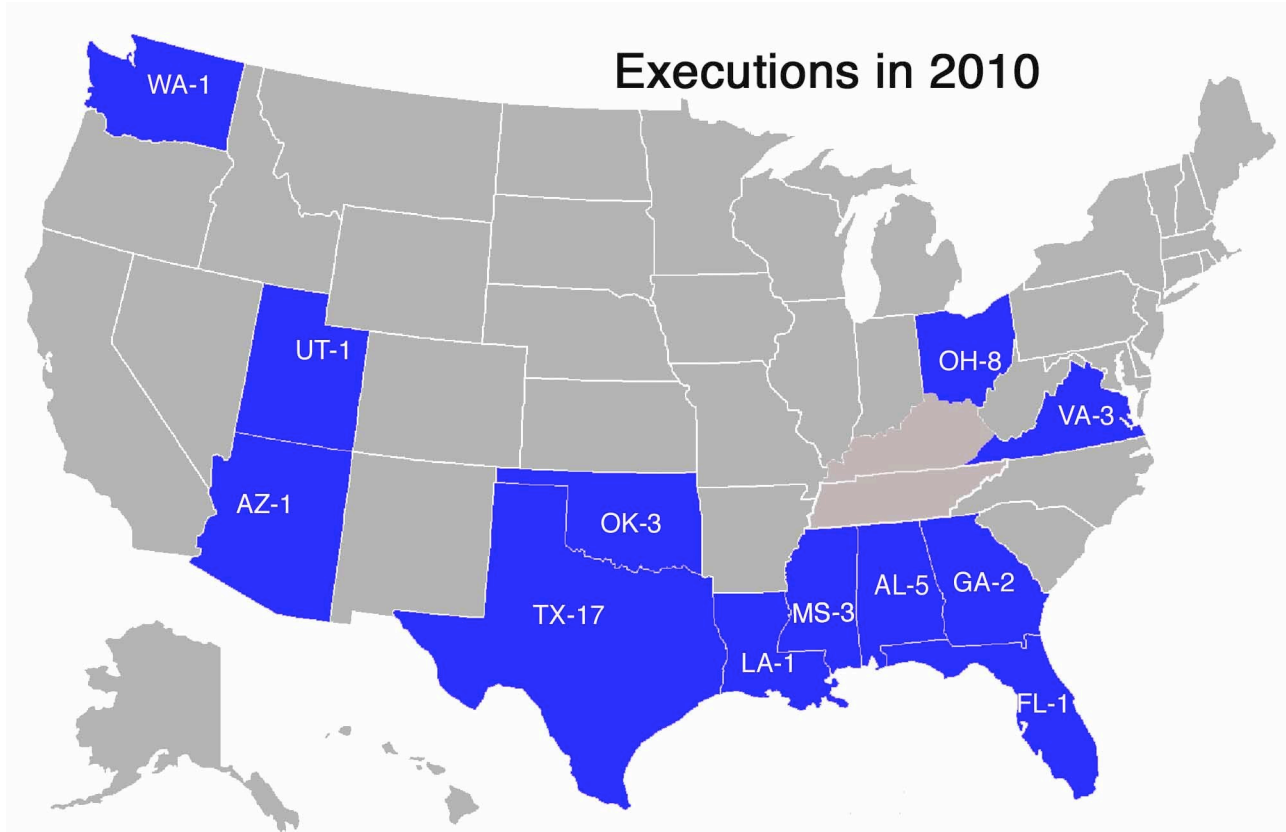 Executions in 2010
WA-1
UT-1
OH-8
VA-3
AZ-1
OK-3
TX-17
MS-3
AL-5
GA-2
LA-1
FL-1